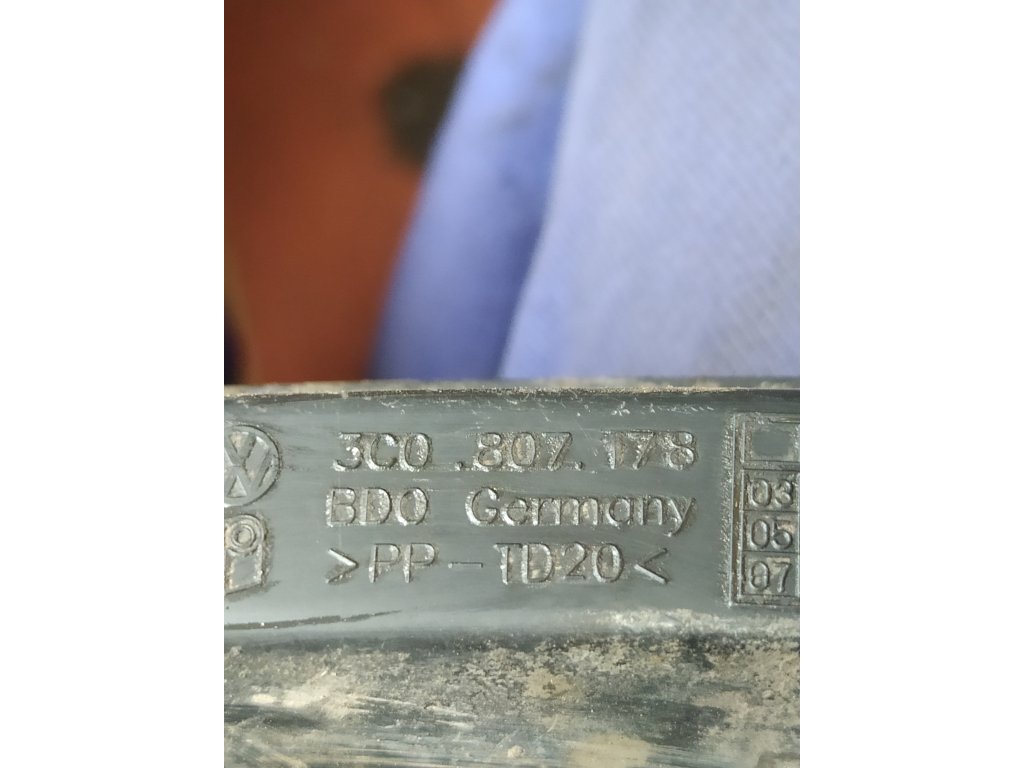 3C0 .807. 178
BDO Germany
>PP-TD20<
03
05
07